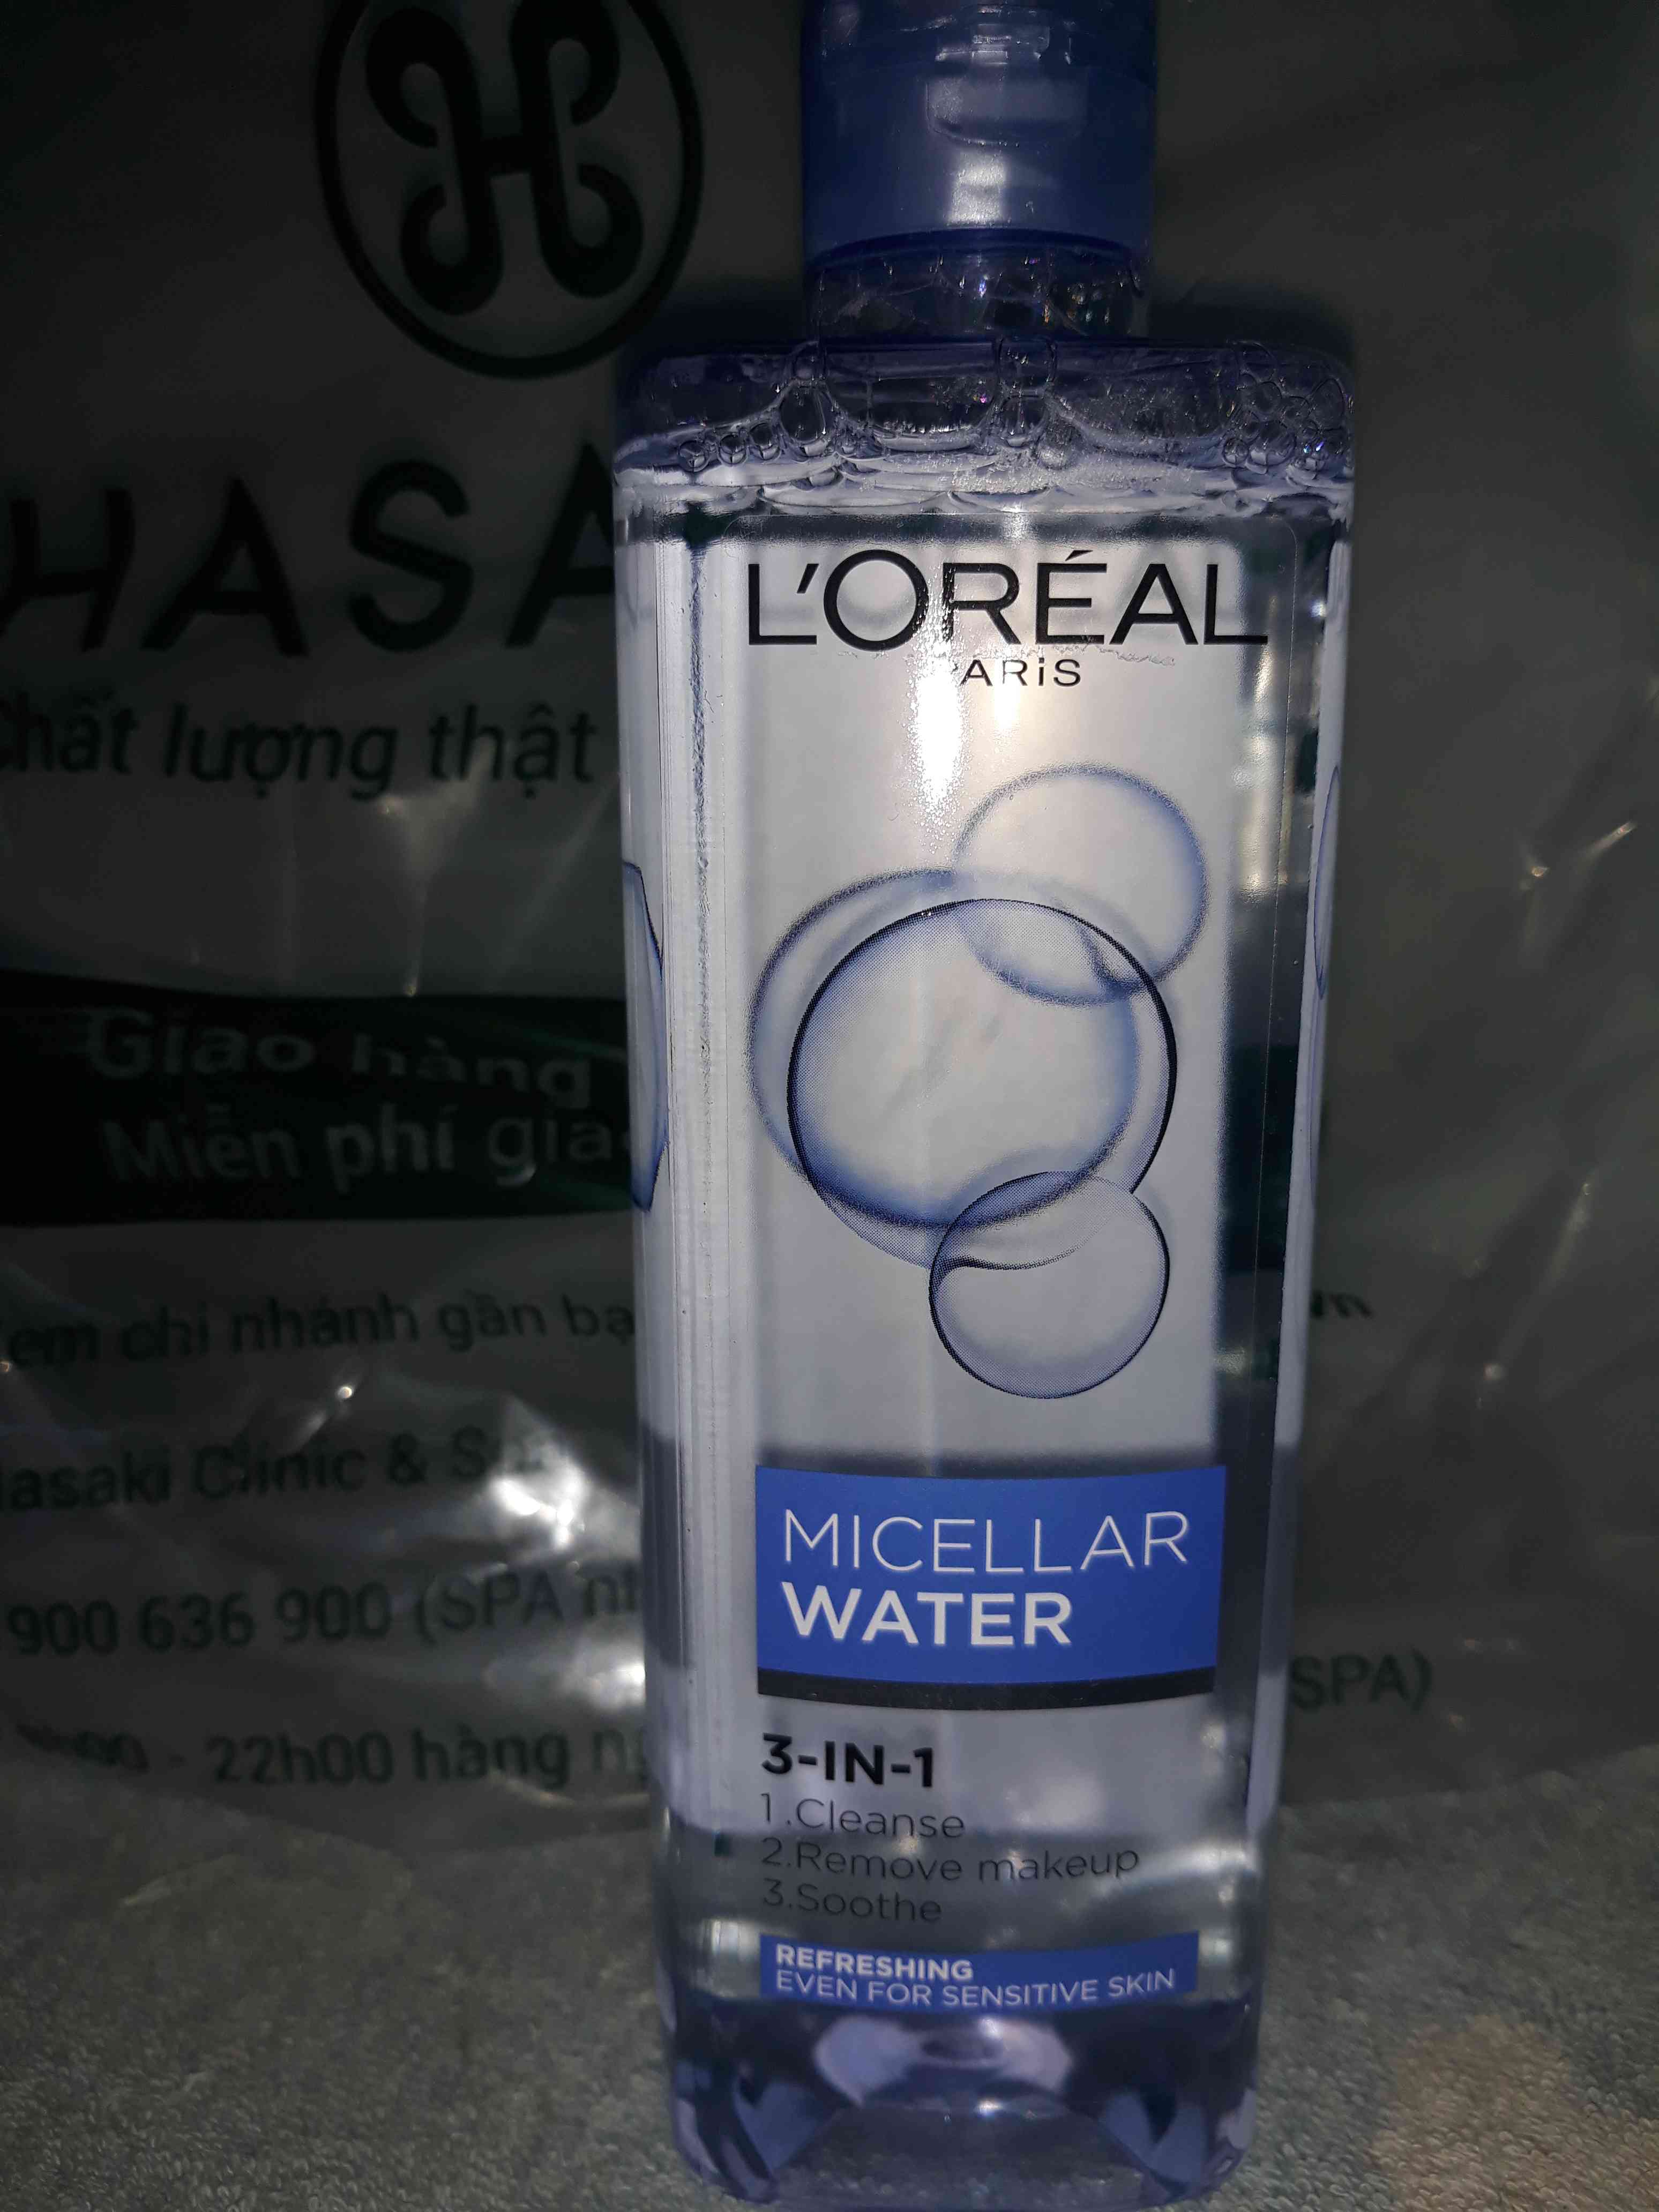 H
HASA
Chất lượng thật
Giao hàng
Miễn phí
chi nhánh gần
.vn
Clinic &
900 636 900 (SPA
SPA)
- 22h00 hàng
L'ORÉAL
PARiS
MICELLAR
WATER
3-IN-1
1.Cleanse
2.Remove makeup
3.Soothe
REFRESHING
EVEN FOR SENSITIVE SKIN